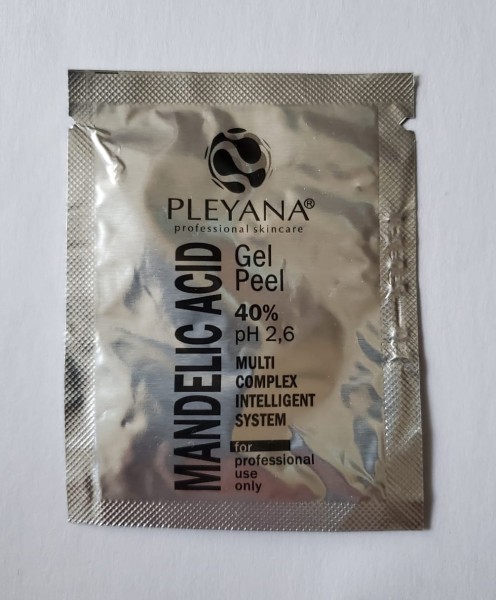 PLEYANA®
professional skincare
MANDELIC ACID
Gel
Peel
40%
pH 2,6
MULTI
COMPLEX
INTELLIGENT
SYSTEM
for
professional
use
only